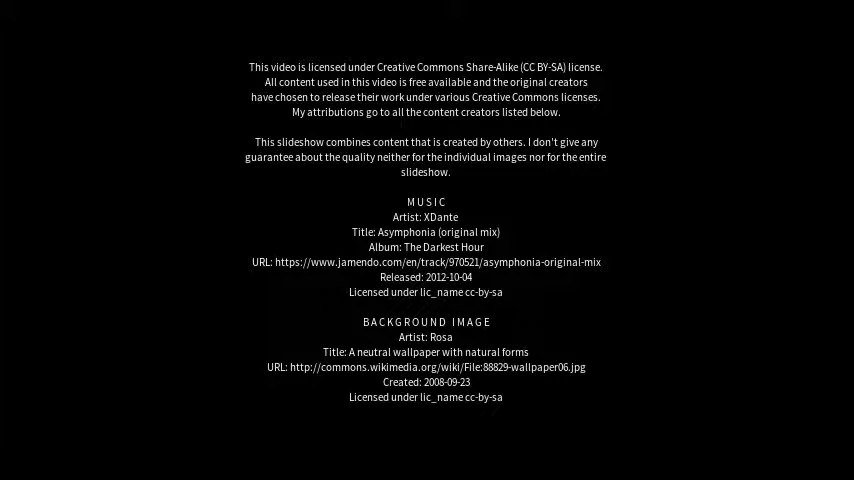 This video is licensed under Creative Commons Share-Alike (CC BY-SA) license.
All content used in this video is free available and the original creators
have chosen to release their work under various Creative Commons licenses.
My attributions go to all the content creators listed below.
This slideshow combines content that is created by others. I don't give any
guarantee about the quality neither for the individual images nor for the entire
slideshow.
MUSIC
Artist: XDante
Title: Asymphonia (original mix)
Album: The Darkest Hour
URL: https://www.jamendo.com/en/track/970521/asymphonia-original-mix
Released: 2012-10-04
Licensed under lic_name cc-by-sa
BACKGROUND IMAGE
Artist: Rosa
Title: A neutral wallpaper with natural forms
URL: http://commons.wikimedia.org/wiki/File:88829-wallpaper06.jpg
Created: 2008-09-23
Licensed under lic_name cc-by-sa